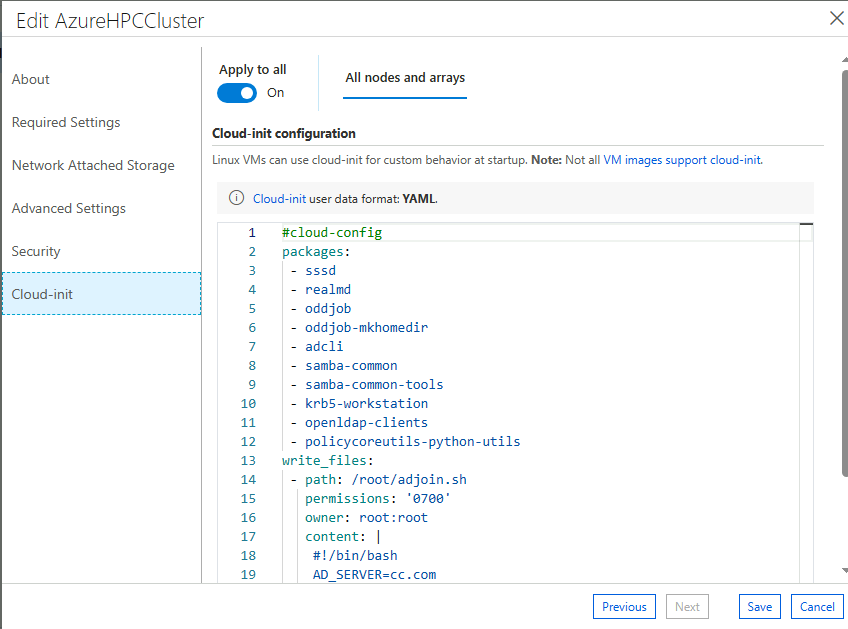 Edit AzureHPCCluster
About
Required Settings
Network Attached Storage
Advanced Settings
Security
Cloud-init
Apply to all
On
All nodes and arrays
Cloud-init configuration
Linux VMs can use cloud-init for custom behavior at startup. Note: Not all VM images support cloud-init.
Cloud-init user data format: YAML.
1 #cloud-config
2 packages:
3 - sssd
4 - realmd
5 - oddjob
6 - oddjob-mkhomedir
7 - adcli
8 - samba-common
9 - samba-common-tools
10 - krb5-workstation
11 - openldap-clients
12 - policycoreutils-python-utils
13 write_files:
14 - path: /root/adjoin.sh
15 permissions: '0700'
16 owner: root:root
17 content: |
18 #!/bin/bash
19 AD_SERVER=cc.com
Previous
Next
Save
Cancel